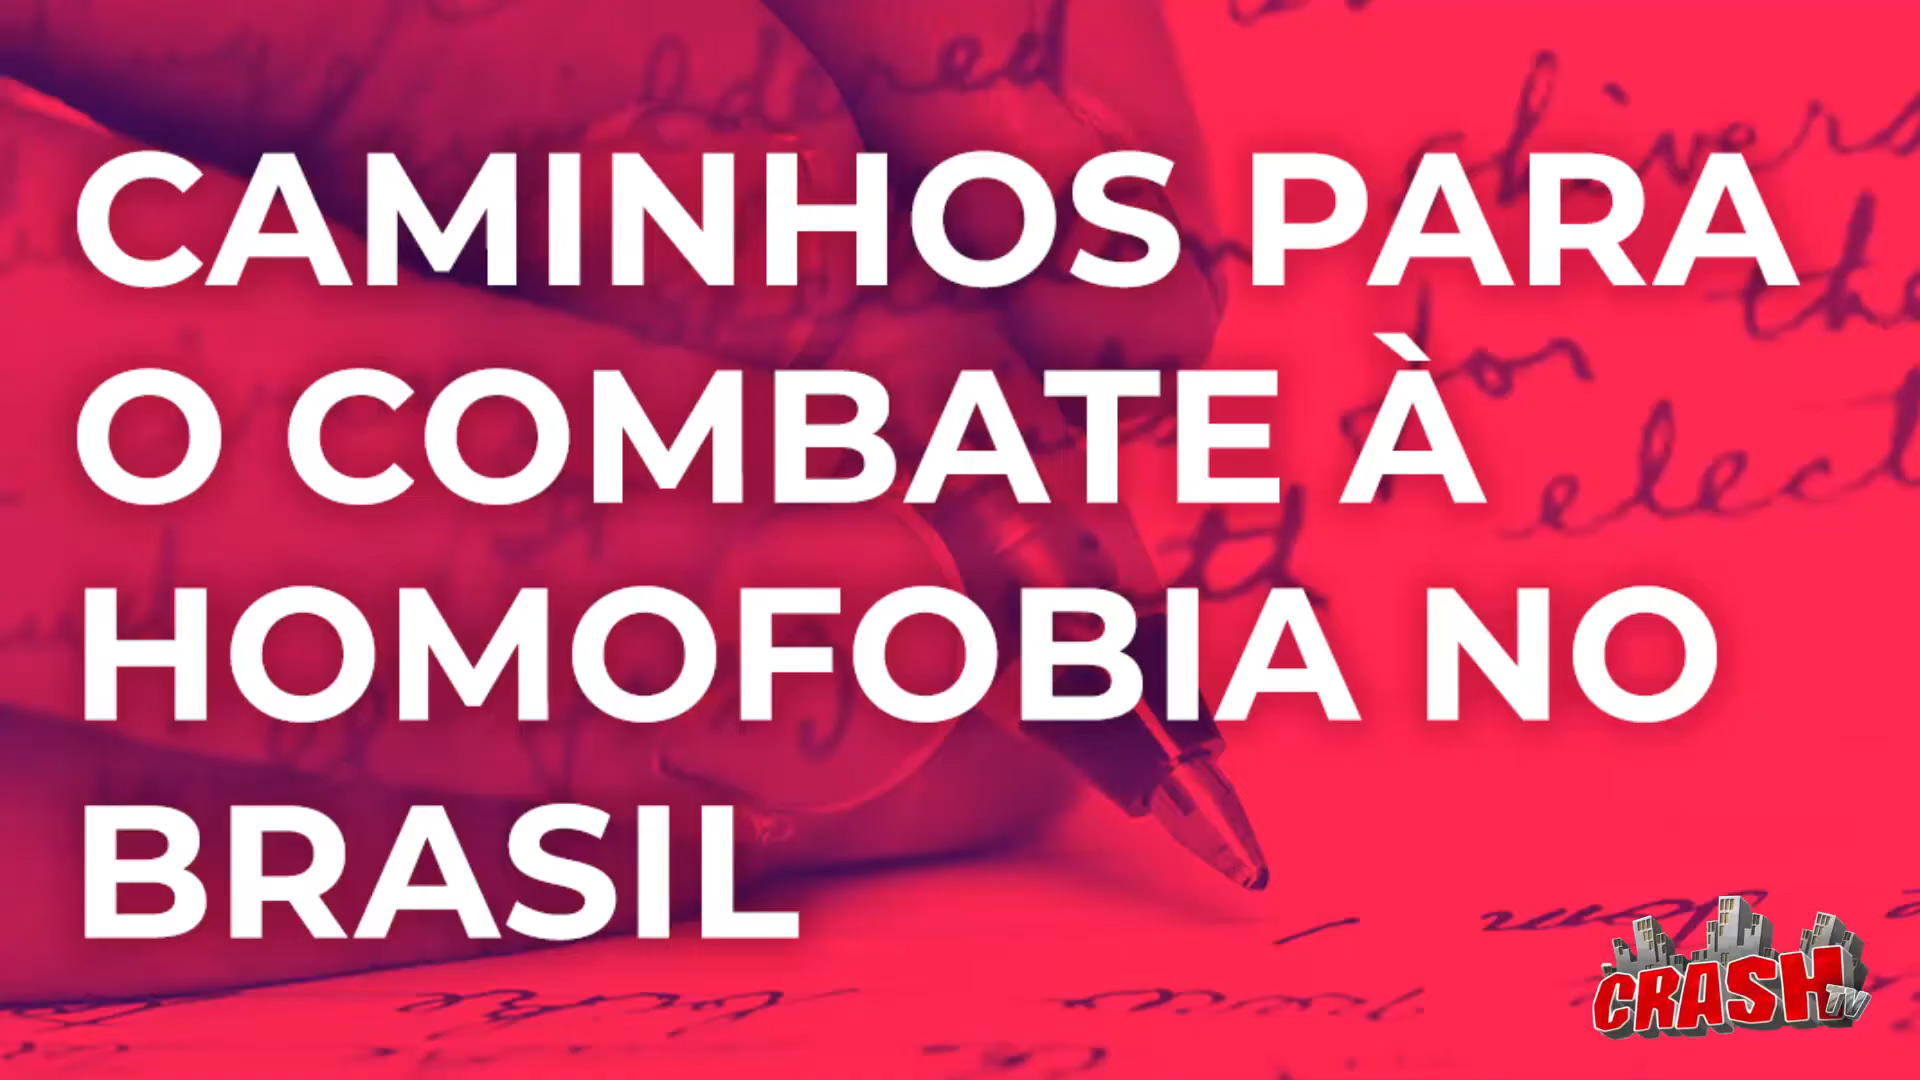 CAMINHOS PARA
O COMBATE À
HOMOFOBIA NO
BRASIL
CRASH TV